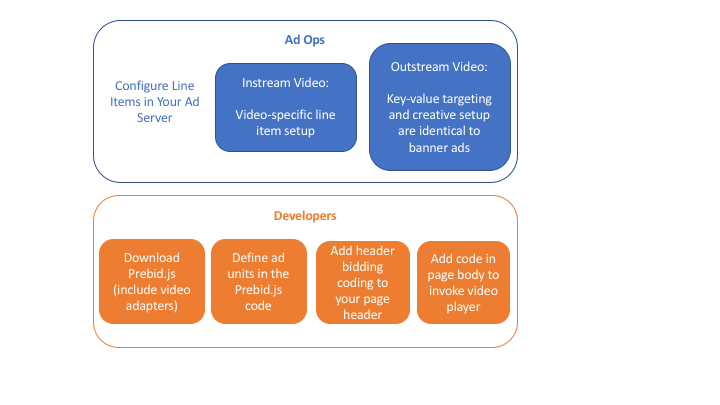 Ad Ops
Configure Line
Items in Your Ad
Server
Instream Video:
Video-specific line
item setup
Outstream Video:
Key-value targeting
and creative setup
are identical to
banner ads
Developers
Download
Prebid.js
(include video
adapters)
Define ad
units in the
Prebid.js
code
Add header
bidding
coding to
your page
header
Add code in
page body to
invoke video
player